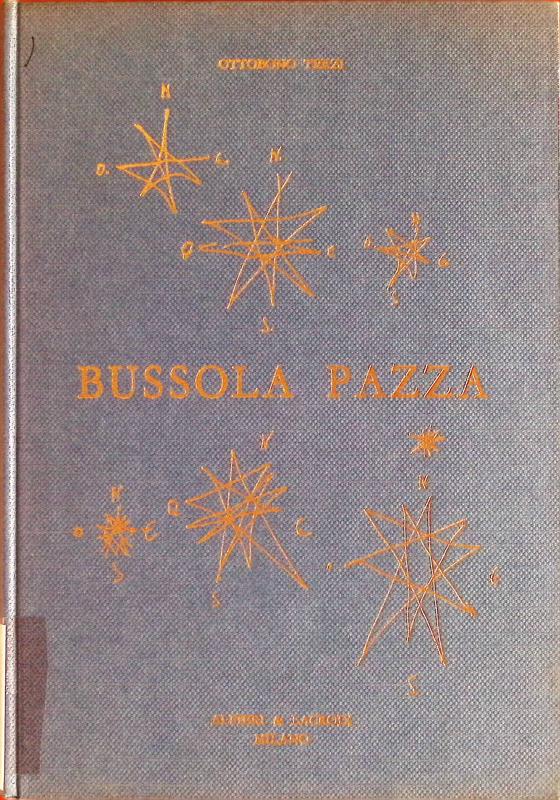 OTTOBONO TERZI
N
O. E.
N
O E
S.
N
O E
S
BUSSOLA PAZZA
N
O E
S
N
O E
S
N
E
S
ALFIERI & LACROIX
MILANO